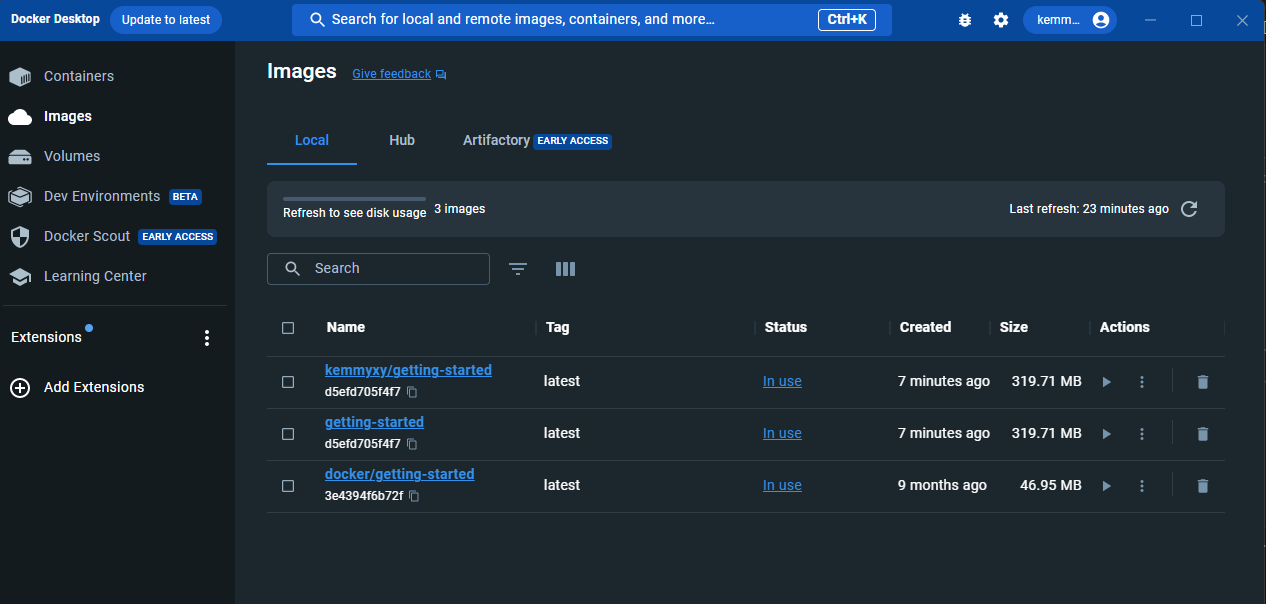 Docker Desktop Update to latest Search for local and remote images, containers, and more... Ctrl+K kemm...
Containers
Images
Volumes
Dev Environments BETA
Docker Scout EARLY ACCESS
Learning Center
Extensions
Add Extensions
Images Give feedback
Local Hub Artifactory EARLY ACCESS
Refresh to see disk usage 3 images Last refresh: 23 minutes ago
Search
Name Tag Status Created Size Actions
kemmyxy/getting-started
d5efd705f4f7
latest In use 7 minutes ago 319.71 MB
getting-started
d5efd705f4f7
latest In use 7 minutes ago 319.71 MB
docker/getting-started
3e4394f6b72f
latest In use 9 months ago 46.95 MB